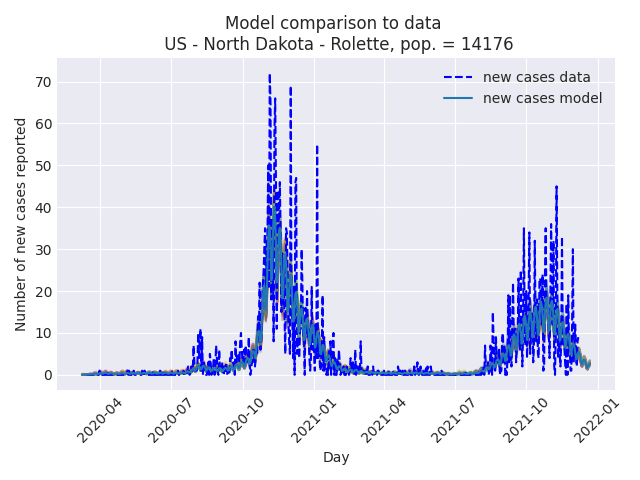 Model comparison to data
US - North Dakota - Rolette, pop. = 14176
new cases data
new cases model
Number of new cases reported
70
60
50
40
30
20
10
0
2020-04
2020-07
2020-10
2021-01
2021-04
2021-07
2021-10
2022-01
Day